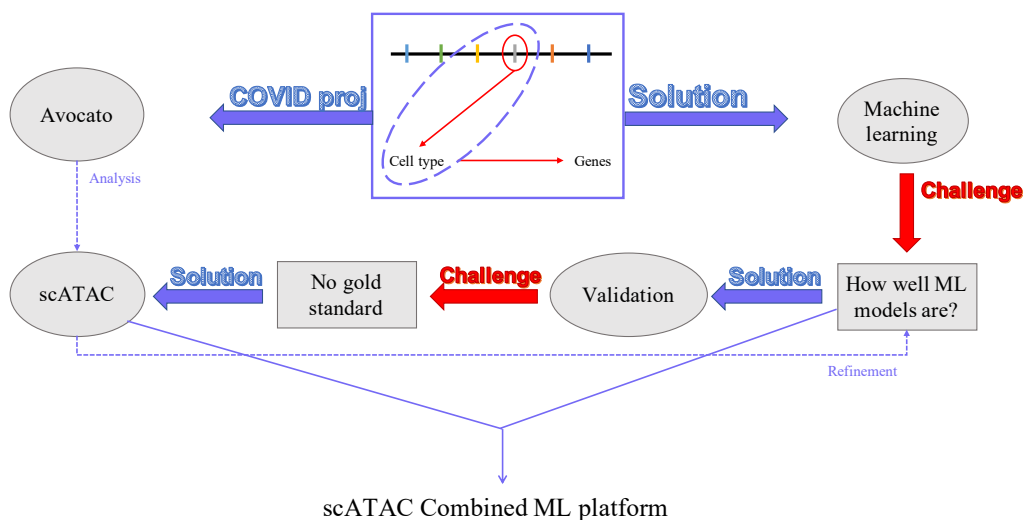 COVID proj
Solution
Avocato
Machine
learning
Cell type
Genes
Analysis
Challenge
scATAC
Solution
No gold
standard
Challenge
Validation
Solution
How well ML
models are?
Refinement
scATAC Combined ML platform